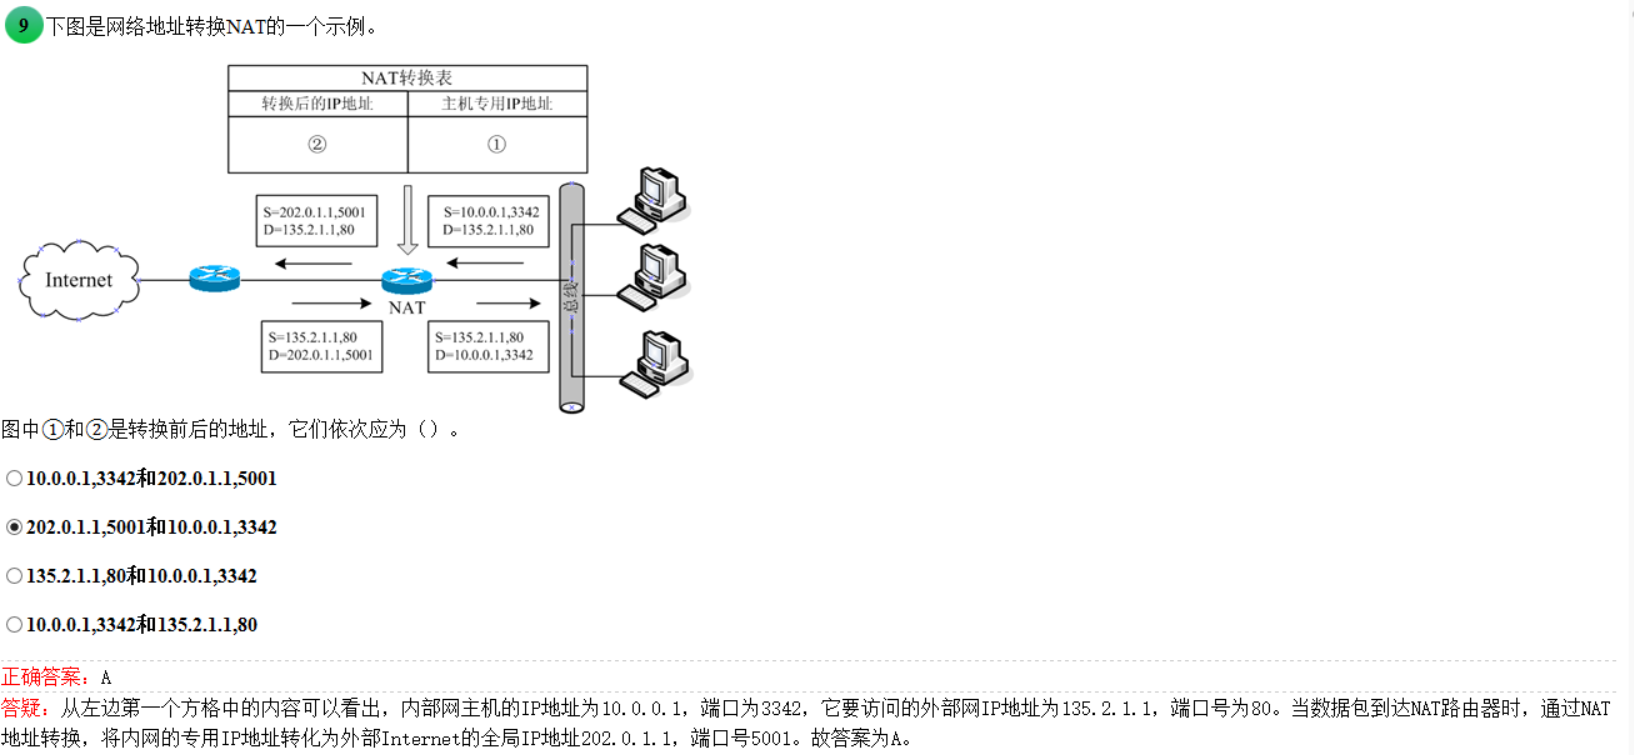 9 下图是网络地址转换NAT的一个示例。
NAT转换表
转换后的IP地址 主机专用IP地址
② ①
S=202.0.1.1,5001
D=135.2.1.1,80
S=10.0.0.1,3342
D=135.2.1.1,80
Internet
NAT
总线
S=135.2.1.1,80
D=202.0.1.1,5001
S=135.2.1.1,80
D=10.0.0.1,3342
图中①和②是转换前后的地址，它们依次应为（）。
10.0.0.1,3342和202.0.1.1,5001
202.0.1.1,5001和10.0.0.1,3342
135.2.1.1,80和10.0.0.1,3342
10.0.0.1,3342和135.2.1.1,80
正确答案：A
答疑：从左边第一个方格中的内容可以看出，内部网主机的IP地址为10.0.0.1，端口为3342，它要访问的外部网IP地址为135.2.1.1，端口号为80。当数据包到达NAT路由器时，通过NAT
地址转换，将内网的专用IP地址转化为外部Internet的全局IP地址202.0.1.1，端口号5001。故答案为A。